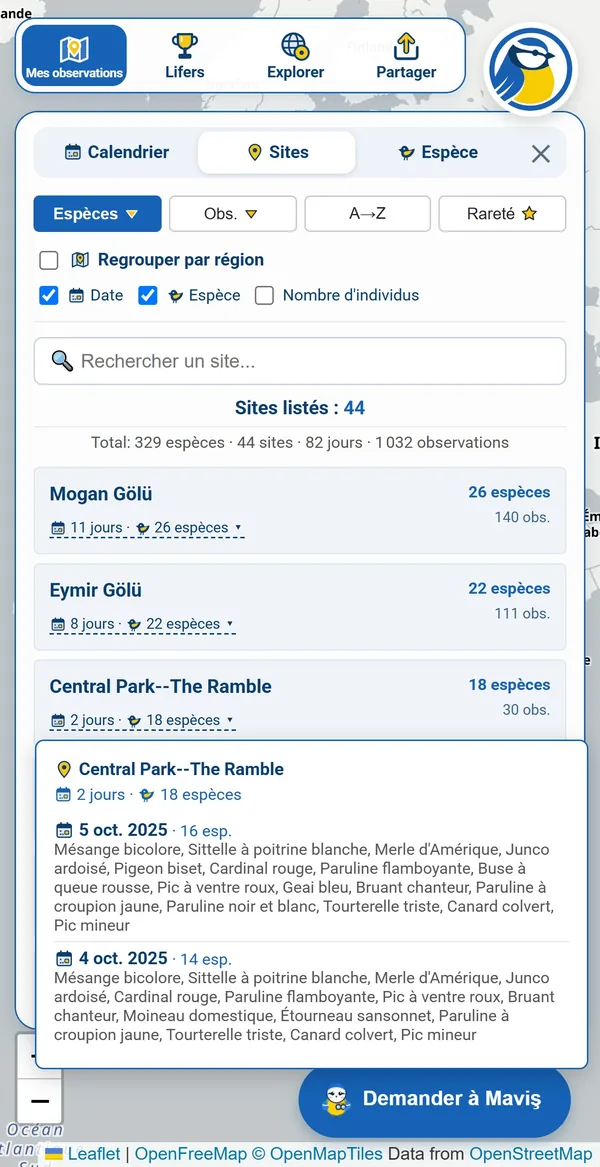 ande
Mes observations
Lifers
Explorer
Partager
Calendrier
Sites
Espèce
Espèces
Obs.
A→Z
Rareté
Regrouper par région
Date
Espèce
Nombre d'individus
Rechercher un site...
Sites listés : 44
Total: 329 espèces · 44 sites · 82 jours · 1 032 observations
Mogan Gölü
26 espèces
11 jours · 26 espèces
140 obs.
Eymir Gölü
22 espèces
8 jours · 22 espèces
111 obs.
Central Park--The Ramble
18 espèces
2 jours · 18 espèces
30 obs.
Central Park--The Ramble
2 jours · 18 espèces
5 oct. 2025 · 16 esp.
Mésange bicolore, Sittelle à poitrine blanche, Merle d'Amérique, Junco
ardoisé, Pigeon biset, Cardinal rouge, Paruline flamboyante, Buse à
queue rousse, Pic à ventre roux, Geai bleu, Bruant chanteur, Paruline à
croupion jaune, Paruline noir et blanc, Tourterelle triste, Canard colvert,
Pic mineur
4 oct. 2025 · 14 esp.
Mésange bicolore, Sittelle à poitrine blanche, Merle d'Amérique, Junco
ardoisé, Cardinal rouge, Paruline flamboyante, Pic à ventre roux, Bruant
chanteur, Moineau domestique, Étourneau sansonnet, Paruline à
croupion jaune, Tourterelle triste, Canard colvert, Pic mineur
Demander à Maviş
Océan
Leaflet | OpenFreeMap © OpenMapTiles Data from OpenStreetMap